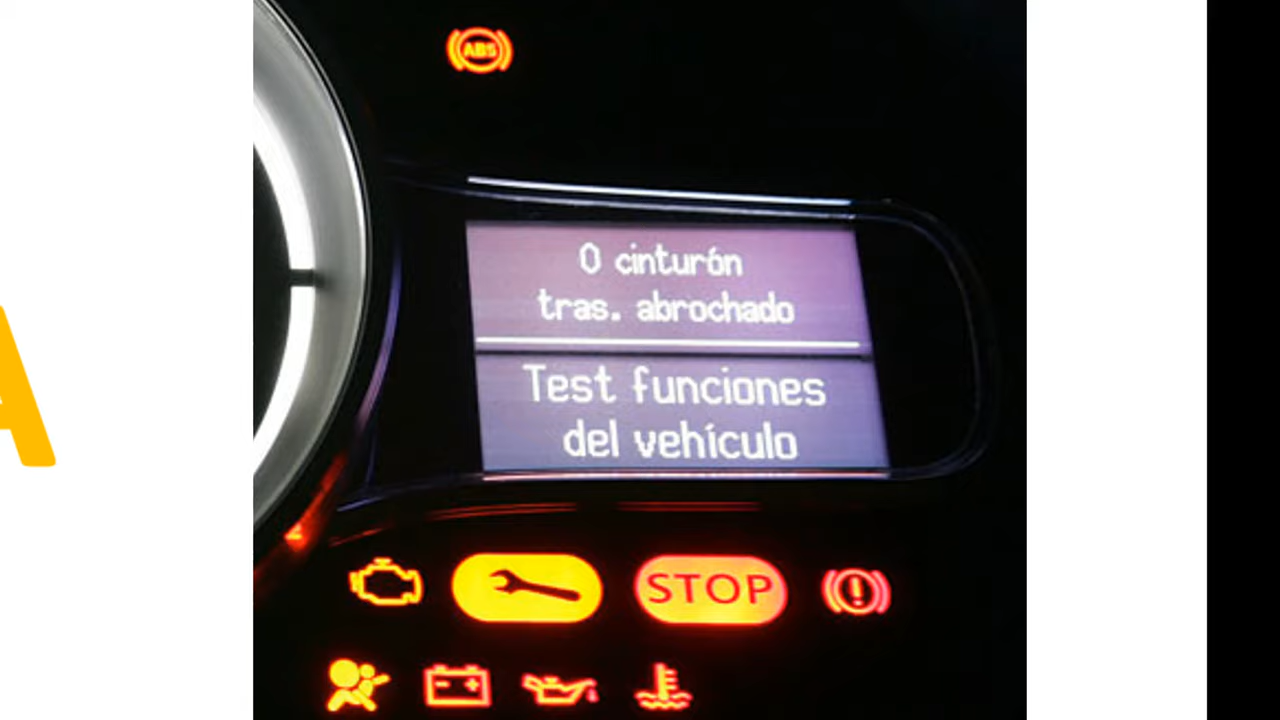 A
ABS
0 cinturón
tras. abrochado
Test funciones
del vehículo
STOP